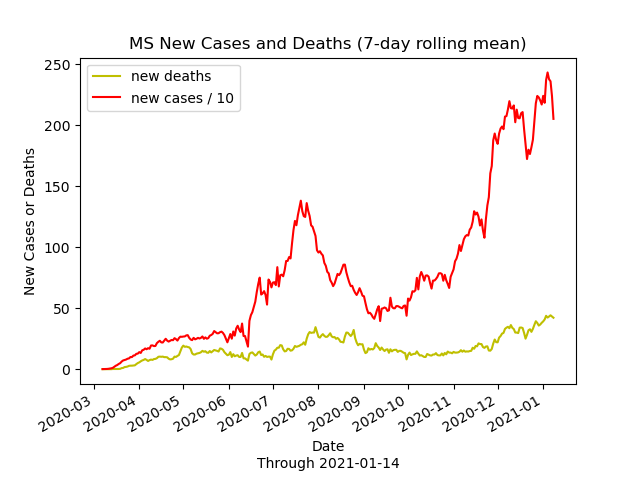 MS New Cases and Deaths (7-day rolling mean)
new deaths
new cases / 10
New Cases or Deaths
250
200
150
100
50
0
2020-03
2020-04
2020-05
2020-06
2020-07
2020-08
2020-09
2020-10
2020-11
2020-12
2021-01
Date
Through 2021-01-14